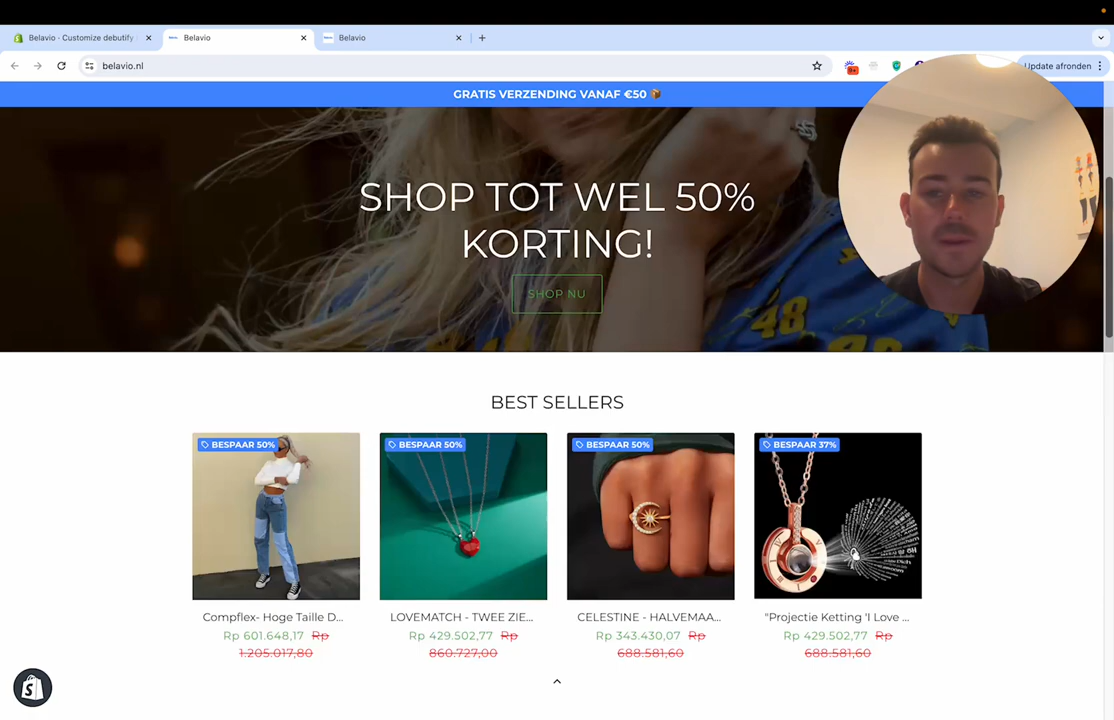 Belavio · Customize debutify
Belavio
Belavio
belavio.nl
Update afronden
GRATIS VERZENDING VANAF €50 📦
SHOP TOT WEL 50%
KORTING!
SHOP NU
BEST SELLERS
BESPAAR 50%
BESPAAR 50%
BESPAAR 50%
BESPAAR 37%
Compflex- Hoge Taille D...
Rp 601.648,17 Rp
1.205.017,80
LOVEMATCH - TWEE ZIE...
Rp 429.502,77 Rp
860.727,00
CELESTINE - HALVEMAA...
Rp 343.430,07 Rp
688.581,60
"Projectie Ketting 'I Love ...
Rp 429.502,77 Rp
688.581,60